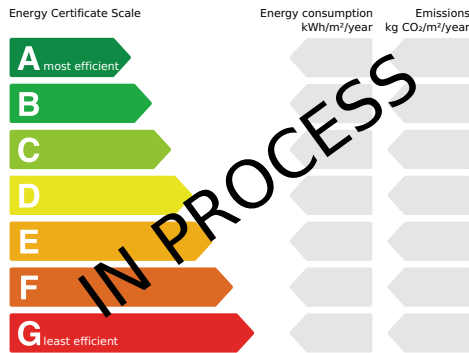 Energy Certificate Scale
Energy consumption
kWh/m²/year
Emissions
kg CO₂/m²/year
A most efficient
B
C
D
E
F
G least efficient
IN PROCESS